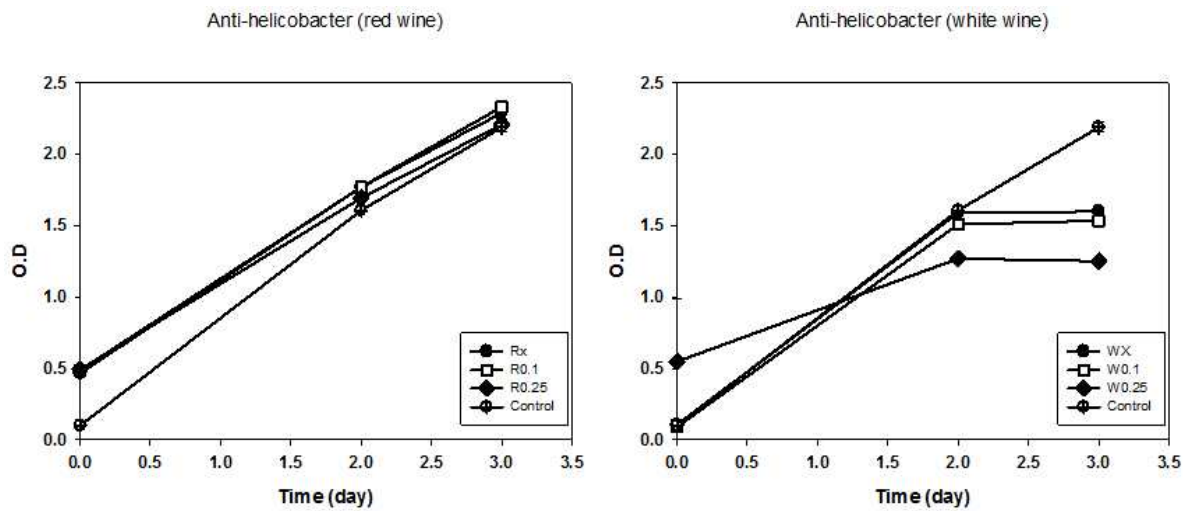 Anti-helicobacter (red wine)
2.5
2.0
1.5
1.0
0.5
0.0
O.D
0.0 0.5 1.0 1.5 2.0 2.5 3.0 3.5
Time (day)
Rx
R0.1
R0.25
Control
Anti-helicobacter (white wine)
2.5
2.0
1.5
1.0
0.5
0.0
O.D
0.0 0.5 1.0 1.5 2.0 2.5 3.0 3.5
Time (day)
WX
W0.1
W0.25
Control